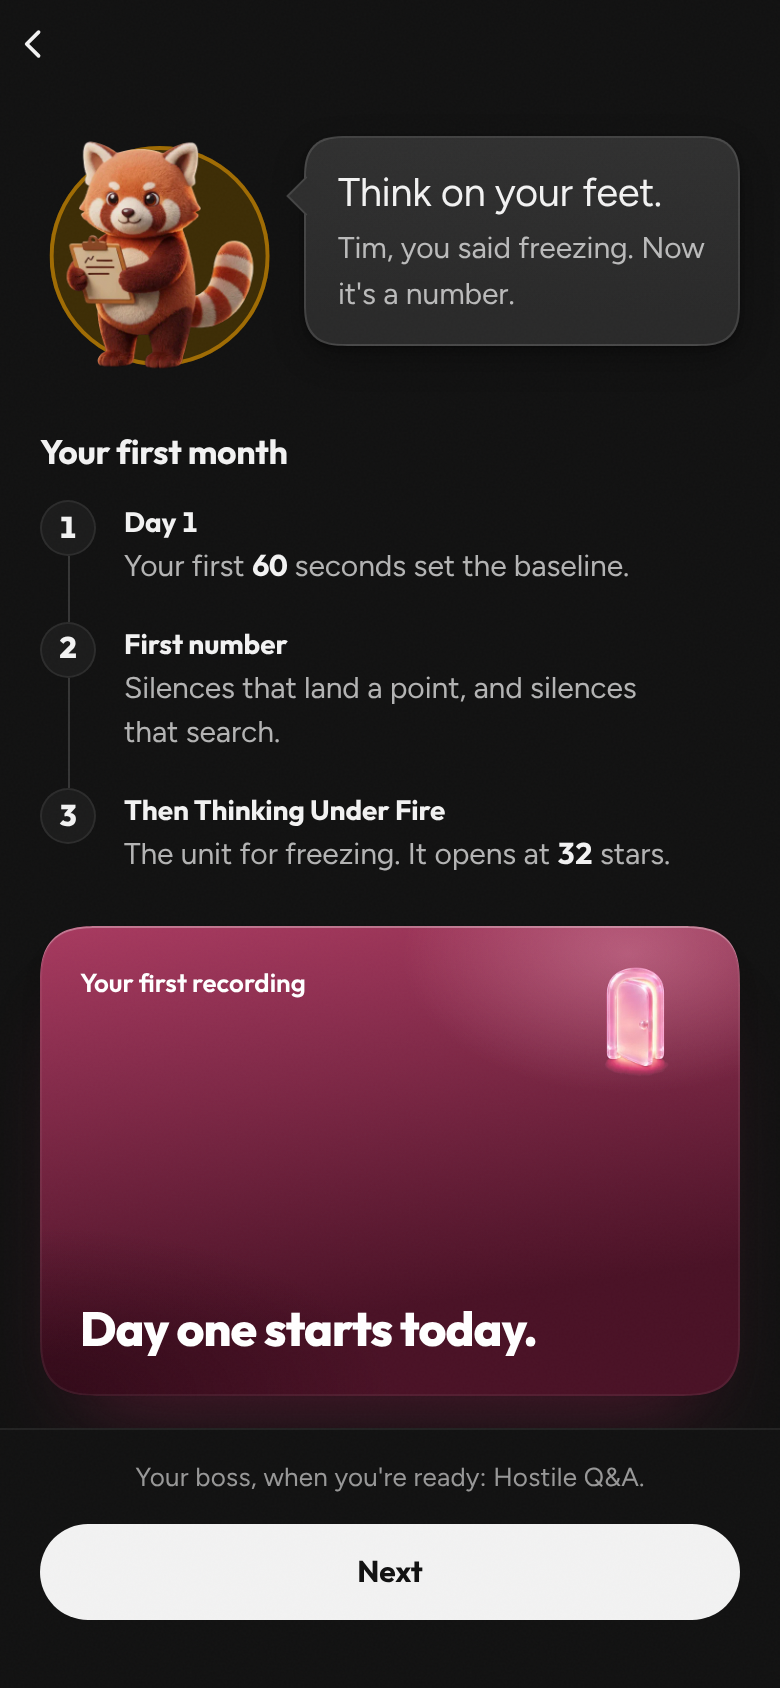 Think on your feet.
Tim, you said freezing. Now
it's a number.
Your first month
1
Day 1
Your first 60 seconds set the baseline.
2
First number
Silences that land a point, and silences
that search.
3
Then Thinking Under Fire
The unit for freezing. It opens at 32 stars.
Your first recording
Day one starts today.
Your boss, when you're ready: Hostile Q&A.
Next